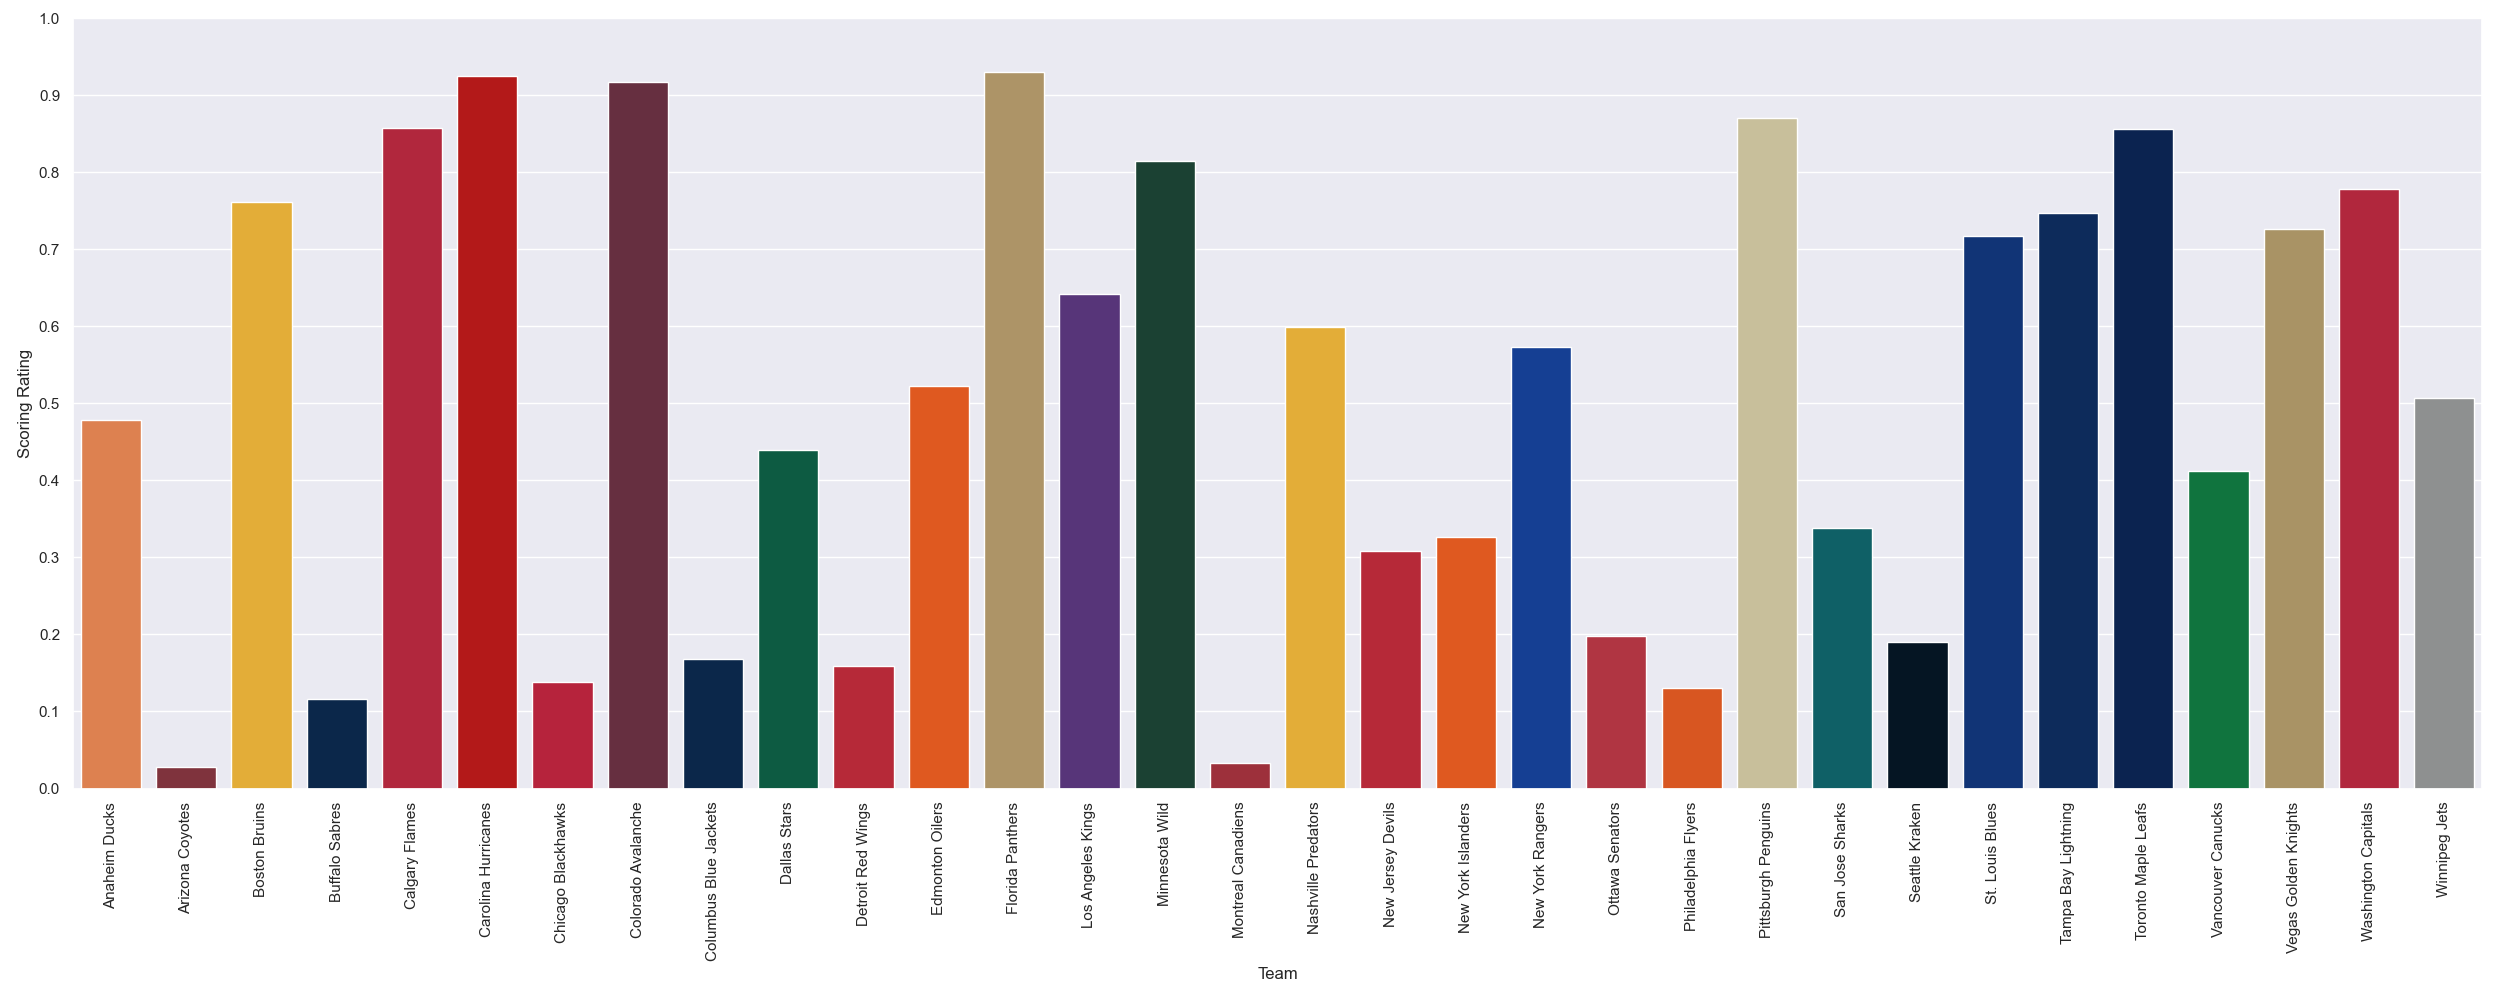 1.0
0.9
0.8
0.7
0.6
0.5
0.4
0.3
0.2
0.1
0.0
Scoring Rating
Anaheim Ducks
Arizona Coyotes
Boston Bruins
Buffalo Sabres
Calgary Flames
Carolina Hurricanes
Chicago Blackhawks
Colorado Avalanche
Columbus Blue Jackets
Dallas Stars
Detroit Red Wings
Edmonton Oilers
Florida Panthers
Los Angeles Kings
Minnesota Wild
Montreal Canadiens
Nashville Predators
New Jersey Devils
New York Islanders
New York Rangers
Ottawa Senators
Philadelphia Flyers
Pittsburgh Penguins
San Jose Sharks
Seattle Kraken
St. Louis Blues
Tampa Bay Lightning
Toronto Maple Leafs
Vancouver Canucks
Vegas Golden Knights
Washington Capitals
Winnipeg Jets
Team